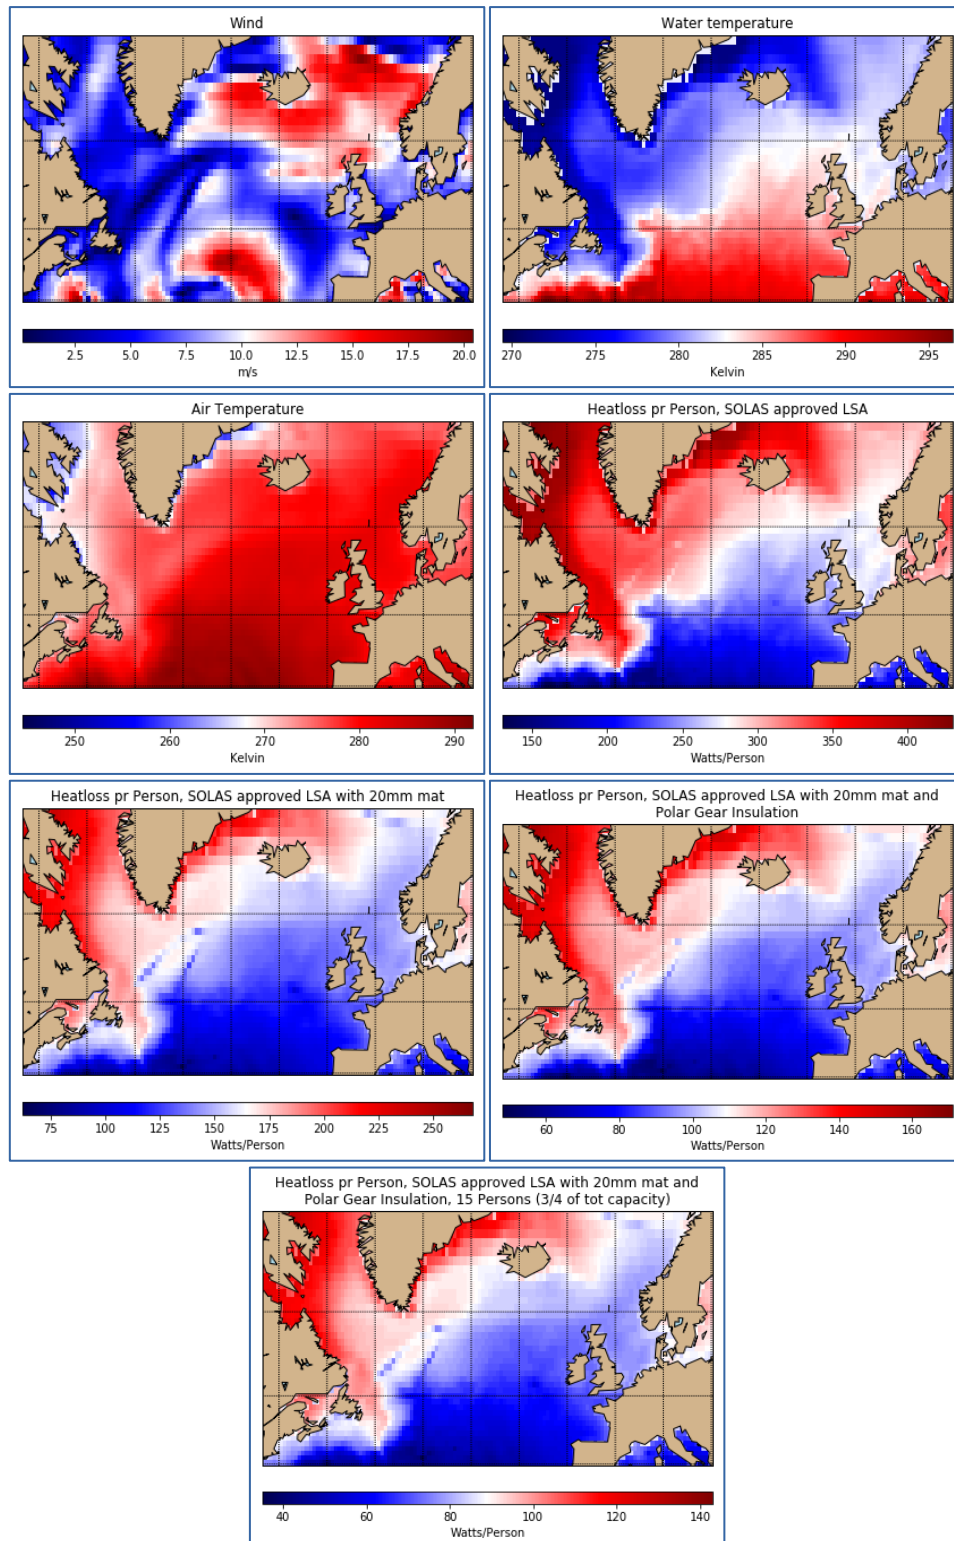 Wind
2.5 5.0 7.5 10.0 12.5 15.0 17.5 20.0
m/s
Water temperature
270 275 280 285 290 295
Kelvin
Air Temperature
250 260 270 280 290
Kelvin
Heatloss pr Person, SOLAS approved LSA
150 200 250 300 350 400
Watts/Person
Heatloss pr Person, SOLAS approved LSA with 20mm mat
75 100 125 150 175 200 225 250
Watts/Person
Heatloss pr Person, SOLAS approved LSA with 20mm mat and
Polar Gear Insulation
60 80 100 120 140 160
Watts/Person
Heatloss pr Person, SOLAS approved LSA with 20mm mat and
Polar Gear Insulation, 15 Persons (3/4 of tot capacity)
40 60 80 100 120 140
Watts/Person